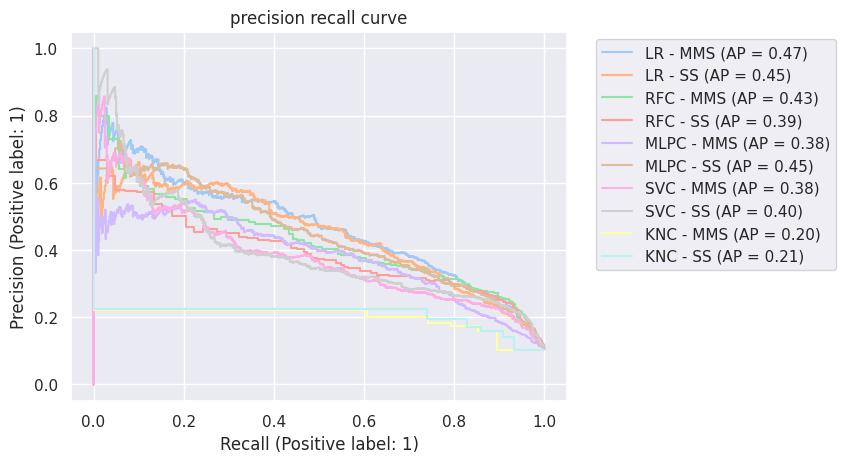 precision recall curve
Precision (Positive label: 1)
1.0
0.8
0.6
0.4
0.2
0.0
0.0 0.2 0.4 0.6 0.8 1.0
Recall (Positive label: 1)
LR - MMS (AP = 0.47)
LR - SS (AP = 0.45)
RFC - MMS (AP = 0.43)
RFC - SS (AP = 0.39)
MLPC - MMS (AP = 0.38)
MLPC - SS (AP = 0.45)
SVC - MMS (AP = 0.38)
SVC - SS (AP = 0.40)
KNC - MMS (AP = 0.20)
KNC - SS (AP = 0.21)